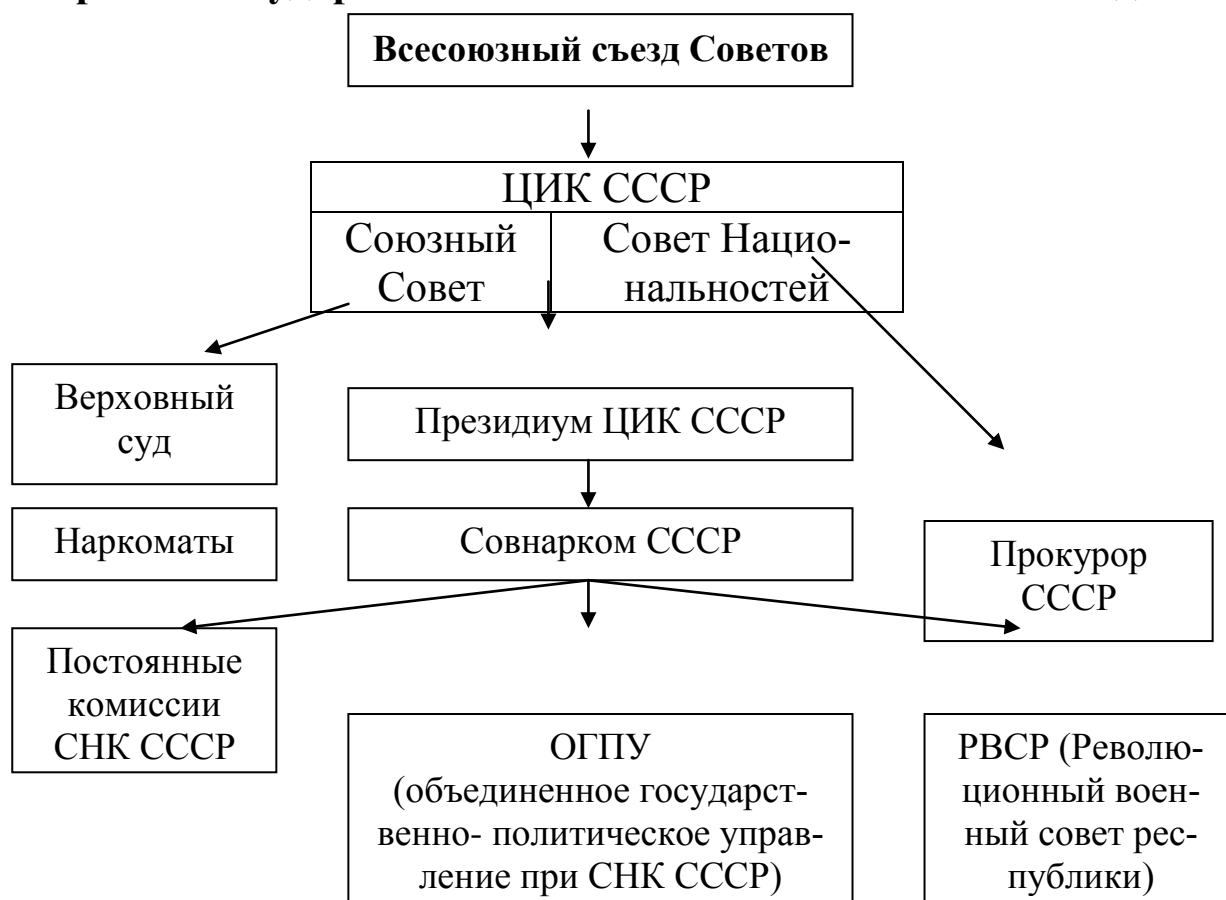 Всесоюзный съезд Советов
ЦИК СССР
Союзный
Совет
Совет Нацио-
нальностей
Верховный
суд
Президиум ЦИК СССР
Наркоматы
Совнарком СССР
Прокурор
СССР
Постоянные
комиссии
СНК СССР
ОГПУ
(объединенное государст-
венно- политическое управ-
ление при СНК СССР)
РВСР (Револю-
ционный воен-
ный совет рес-
публики)